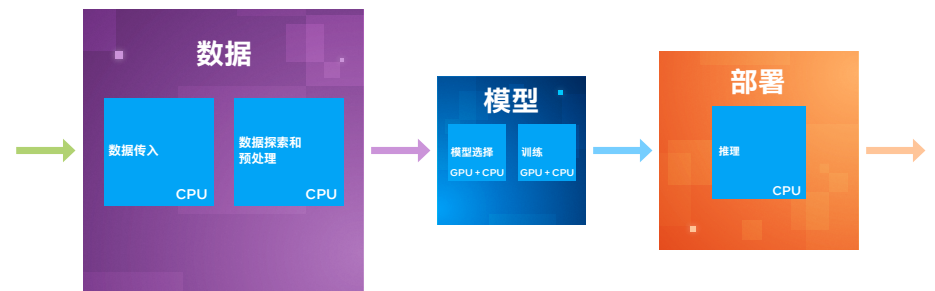 数据
数据传入
CPU
数据探索和
预处理
CPU
模型
模型选择
GPU + CPU
训练
GPU + CPU
部署
推理
CPU